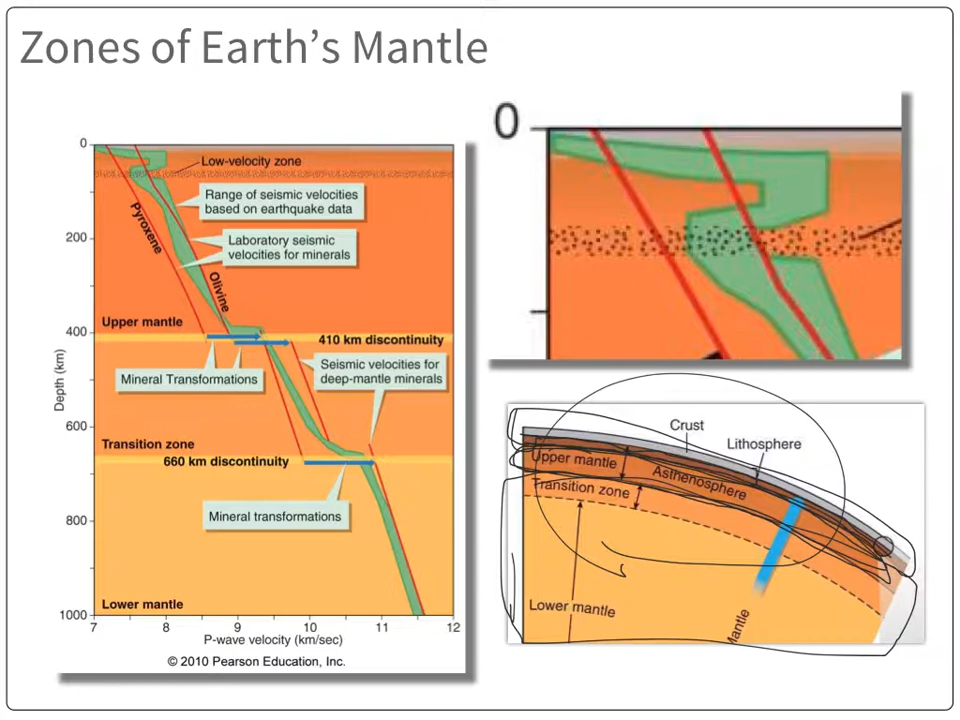 Zones of Earth's Mantle
0
Low-velocity zone
Range of seismic velocities
based on earthquake data
Pyroxene
200
Laboratory seismic
velocities for minerals
Olivine
Upper mantle
400
410 km discontinuity
Mineral Transformations
Seismic velocities for
deep-mantle minerals
Depth (km)
600
Transition zone
660 km discontinuity
Mineral transformations
800
Lower mantle
1000
7 8 9 10 11 12
P-wave velocity (km/sec)
© 2010 Pearson Education, Inc.
0
Crust
Lithosphere
Upper mantle
Asthenosphere
Transition zone
Lower mantle
Mantle